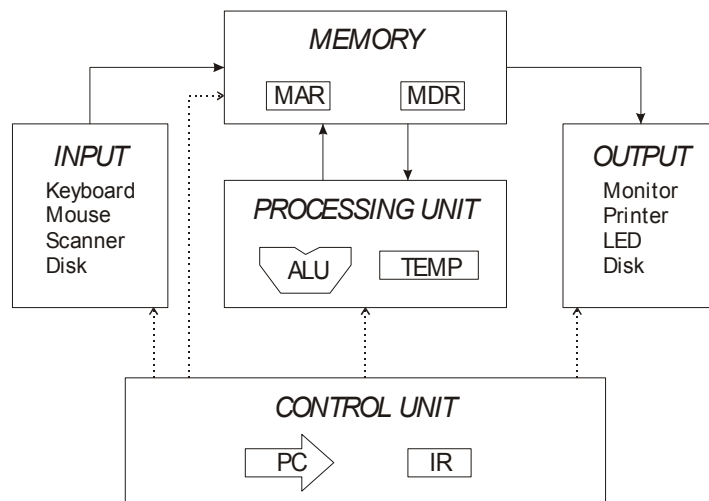 MEMORY
MAR MDR
INPUT
Keyboard
Mouse
Scanner
Disk
PROCESSING UNIT
ALU TEMP
OUTPUT
Monitor
Printer
LED
Disk
CONTROL UNIT
PC IR